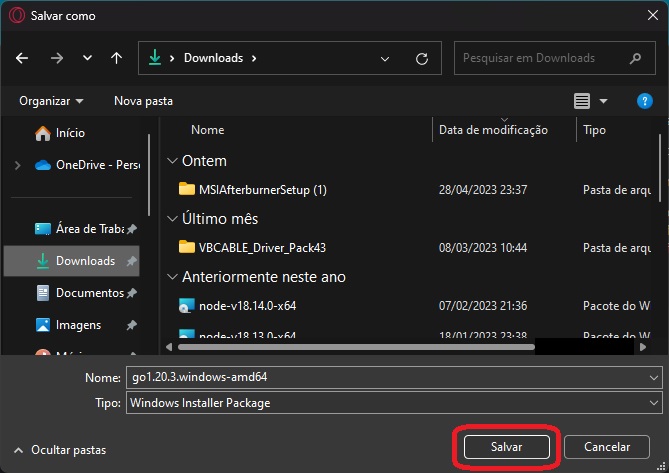 Salvar como
Downloads
Pesquisar em Downloads
Organizar
Nova pasta
Início
OneDrive - Perso
Área de Traba
Downloads
Documentos
Imagens
Nome
Data de modificação
Tipo
Ontem
MSIAfterburnerSetup (1)
28/04/2023 23:37
Pasta de arqu
Último mês
VBCABLE_Driver_Pack43
08/03/2023 10:44
Pasta de arqu
Anteriormente neste ano
node-v18.14.0-x64
07/02/2023 21:36
Pacote do W
node-v18.13.0-x64
18/01/2023 23:38
Pacote do W
Nome:
go1.20.3.windows-amd64
Tipo:
Windows Installer Package
Ocultar pastas
Salvar
Cancelar